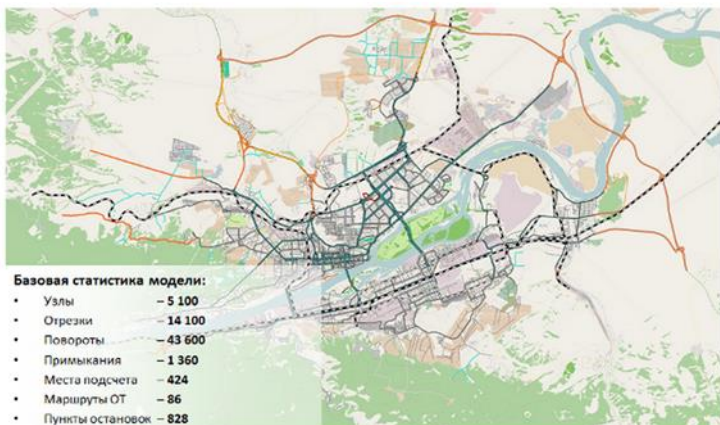 Базовая статистика модели:
• Узлы – 5 100
• Отрезки – 14 100
• Повороты – 43 600
• Примыкания – 1 360
• Места подсчета – 424
• Маршруты ОТ – 86
• Пункты остановок – 828